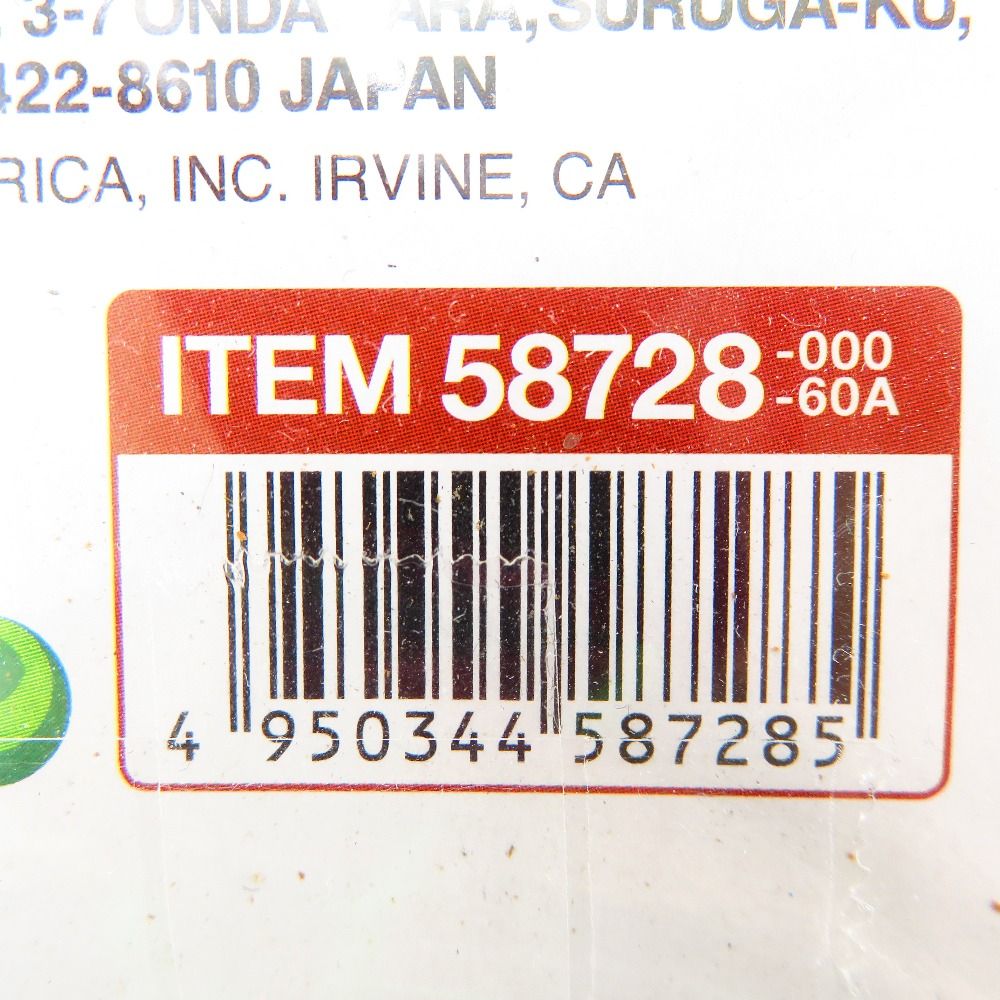 3-7 ONDA ARA, SURUGA-KU,
422-8610 JAPAN
RICA, INC. IRVINE, CA
ITEM 58728 -000
-60A
4 950344 587285